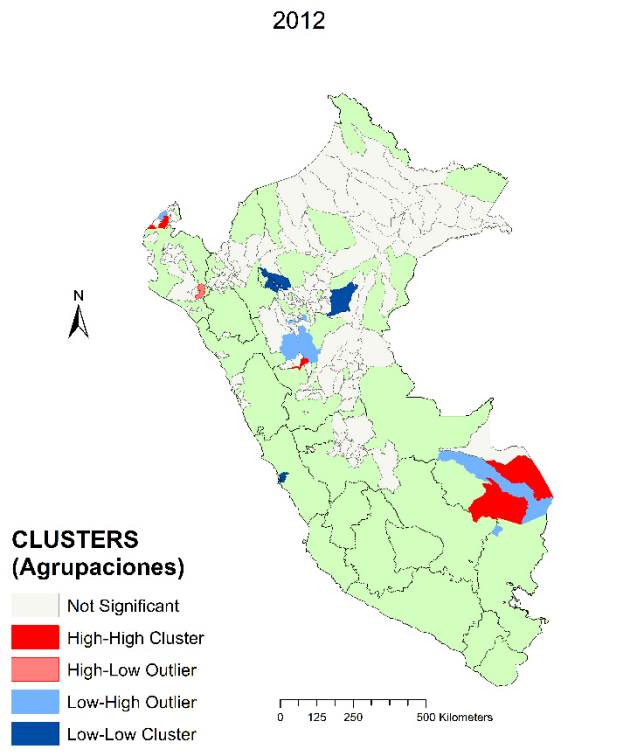 2012
N
CLUSTERS
(Agrupaciones)
Not Significant
High-High Cluster
High-Low Outlier
Low-High Outlier
Low-Low Cluster
0 125 250 500 Kilometers